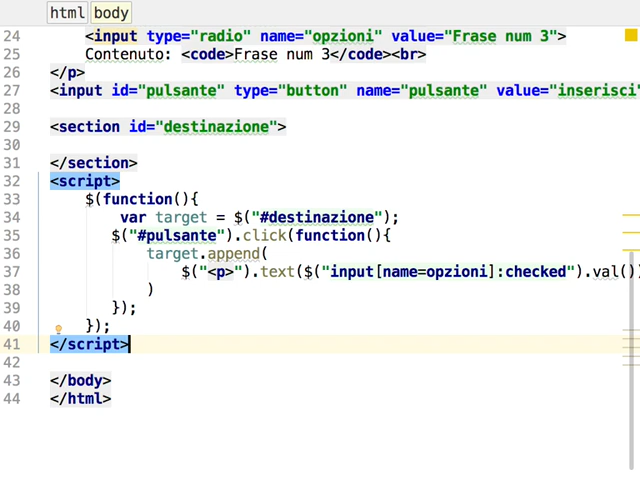 html body
24 <input type="radio" name="opzioni" value="Frase num 3">
25 Contenuto: <code>Frase num 3</code><br>
26 </p>
27 <input id="pulsante" type="button" name="pulsante" value="inserisci"
28
29 <section id="destinazione">
30
31 </section>
32 <script>
33 $(function(){
34 var target = $("#destinazione");
35 $("#pulsante").click(function(){
36 target.append(
37 $("<p>").text($("input[name=opzioni]:checked").val())
38 )
39 });
40 });
41 </script>
42
43 </body>
44 </html>